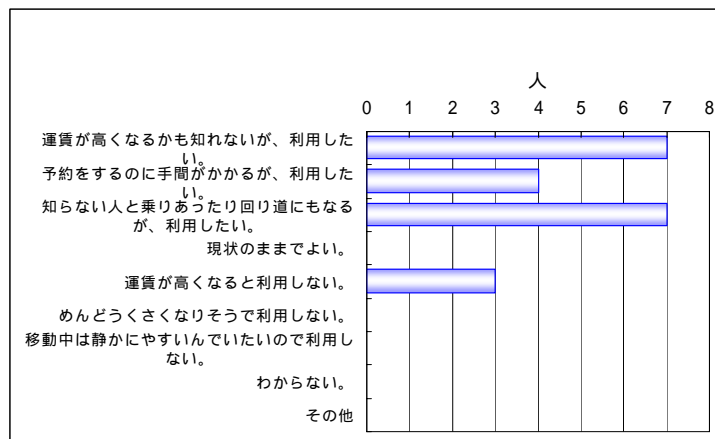 人
0 1 2 3 4 5 6 7 8
運賃が高くなるかも知れないが、利用した
い。
予約をするのに手間がかかるが、利用した
い。
知らない人と乗りあったり回り道にもなる
が、利用したい。
現状のままでよい。
運賃が高くなると利用しない。
めんどうくさくなりそうで利用しない。
移動中は静かにやすいんでいたいので利用し
ない。
わからない。
その他